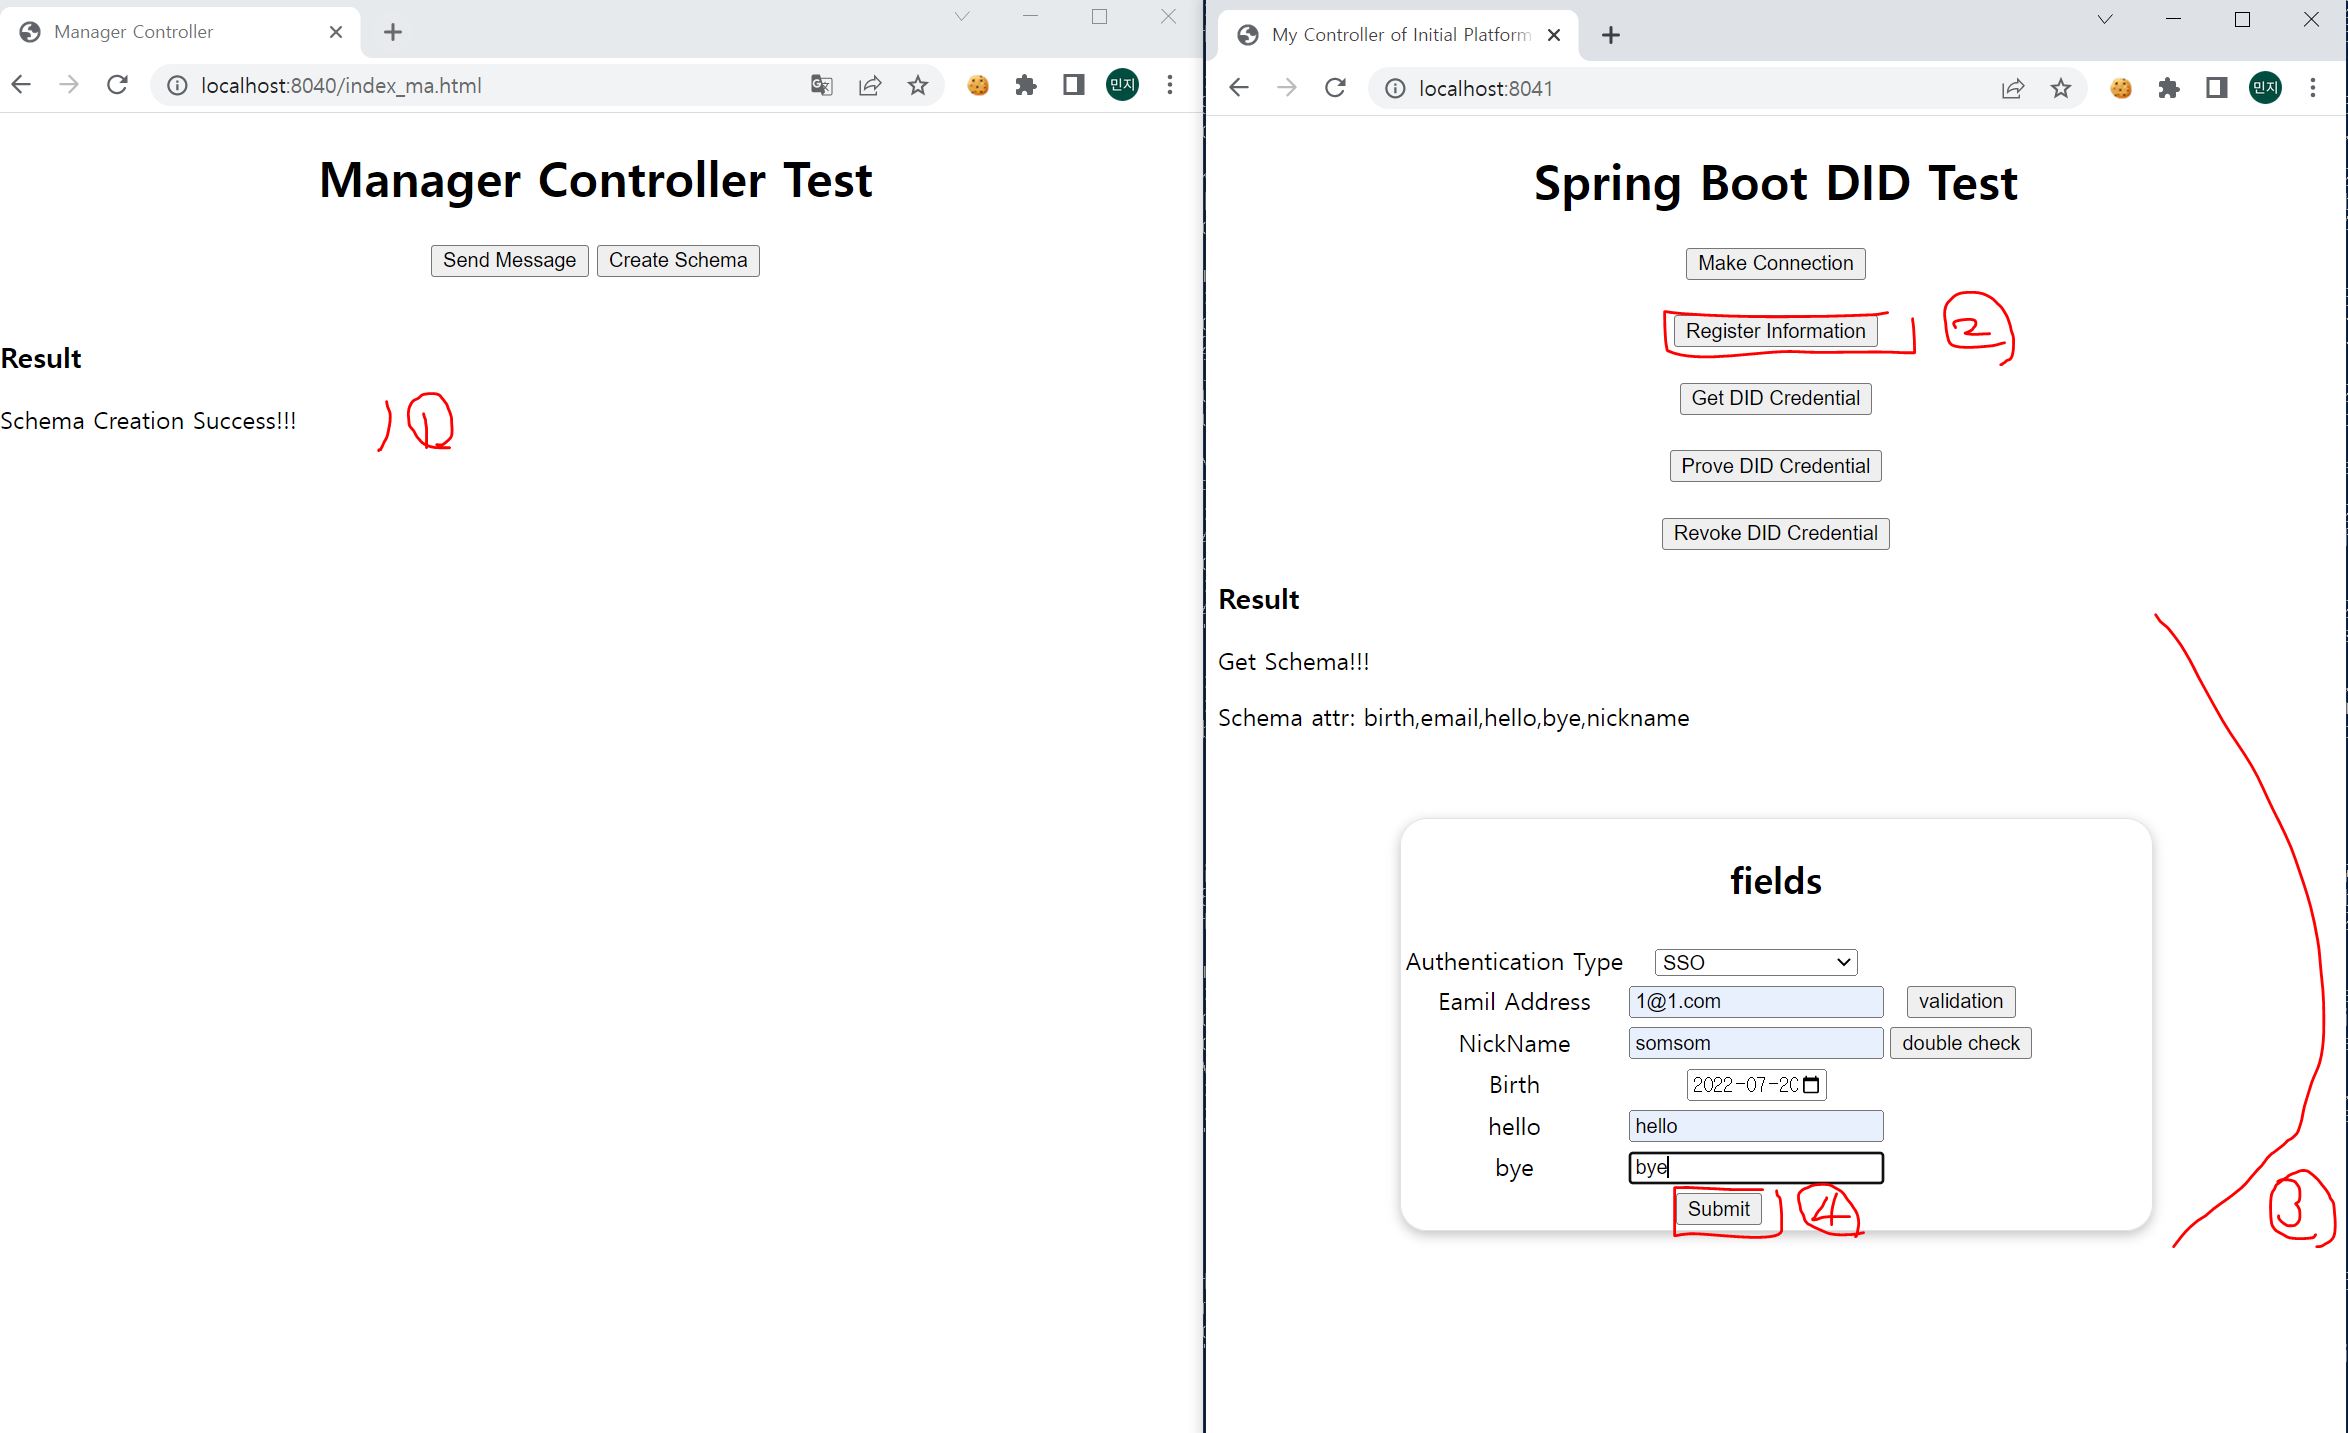 Manager Controller
localhost:8040/index_ma.html
민지
Manager Controller Test
Send Message Create Schema
Result
Schema Creation Success!!!
1
My Controller of Initial Platform
localhost:8041
민지
Spring Boot DID Test
Make Connection
Register Information
2
Get DID Credential
Prove DID Credential
Revoke DID Credential
Result
Get Schema!!!
Schema attr: birth,email,hello,bye,nickname
fields
Authentication Type SSO
Eamil Address 1@1.com validation
NickName somsom double check
Birth 2022-07-20
hello hello
bye bye
Submit 4
3